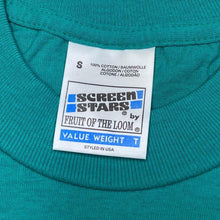 S
100% COTTON / BAUMWOLLE
ALGODON / COTON
COTONE / ALGODÃO
SCREEN
STARS® by
FRUIT OF THE LOOM®
VALUE WEIGHT T
STYLED IN USA